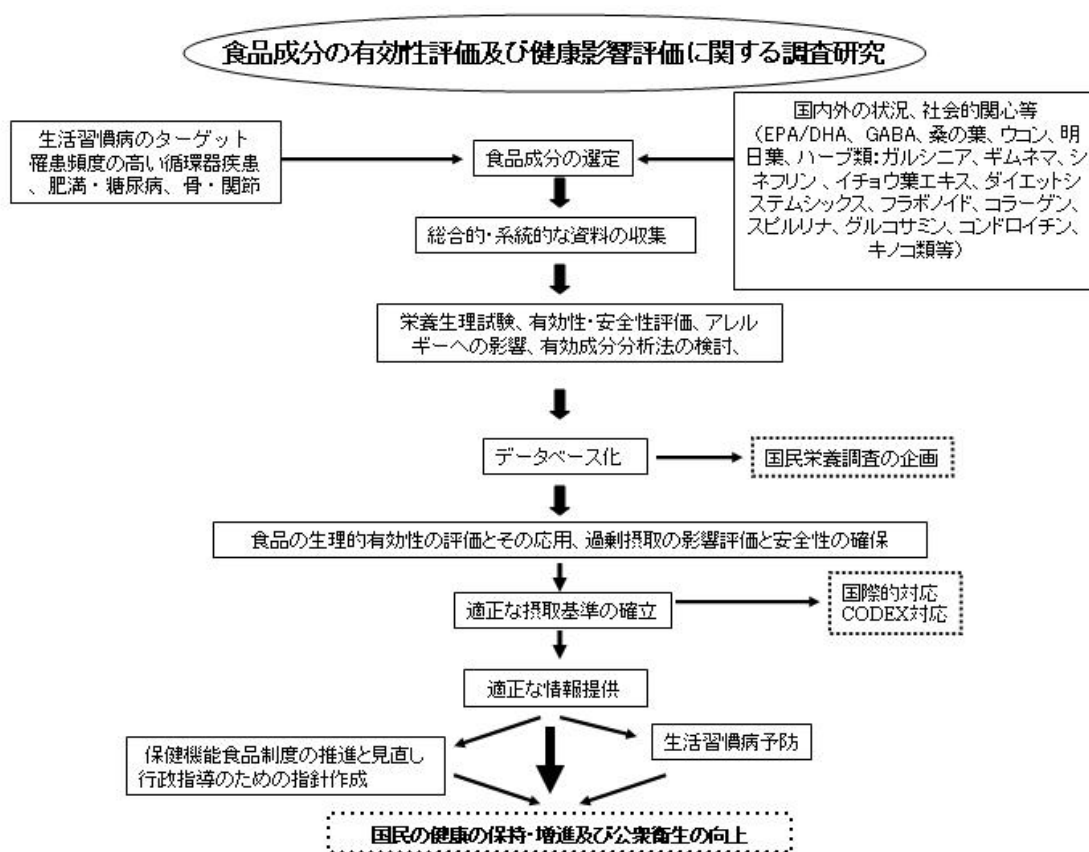 食品成分の有効性評価及び健康影響評価に関する調査研究
生活習慣病のターゲット
罹患頻度の高い循環器疾患
、肥満・糖尿病、骨・関節
食品成分の選定
国内外の状況、社会的関心等
（EPA/DHA、GABA、桑の葉、ウコン、明
日葉、ハーブ類：ガルシニア、ギムネマ、シ
ネフリン、イチョウ葉エキス、ダイエットシ
ステムシックス、フラボノイド、コラーゲン、
スピルリナ、グルコサミン、コンドロイチン、
キノコ類等）
総合的・系統的な資料の収集
栄養生理試験、有効性・安全性評価、アレル
ギーへの影響、有効成分分析法の検討、
データベース化
国民栄養調査の企画
食品の生理的有効性の評価とその応用、過剰摂取の影響評価と安全性の確保
適正な摂取基準の確立
国際的対応
CODEX対応
適正な情報提供
保健機能食品制度の推進と見直し
行政指導のための指針作成
生活習慣病予防
国民の健康の保持・増進及び公衆衛生の向上